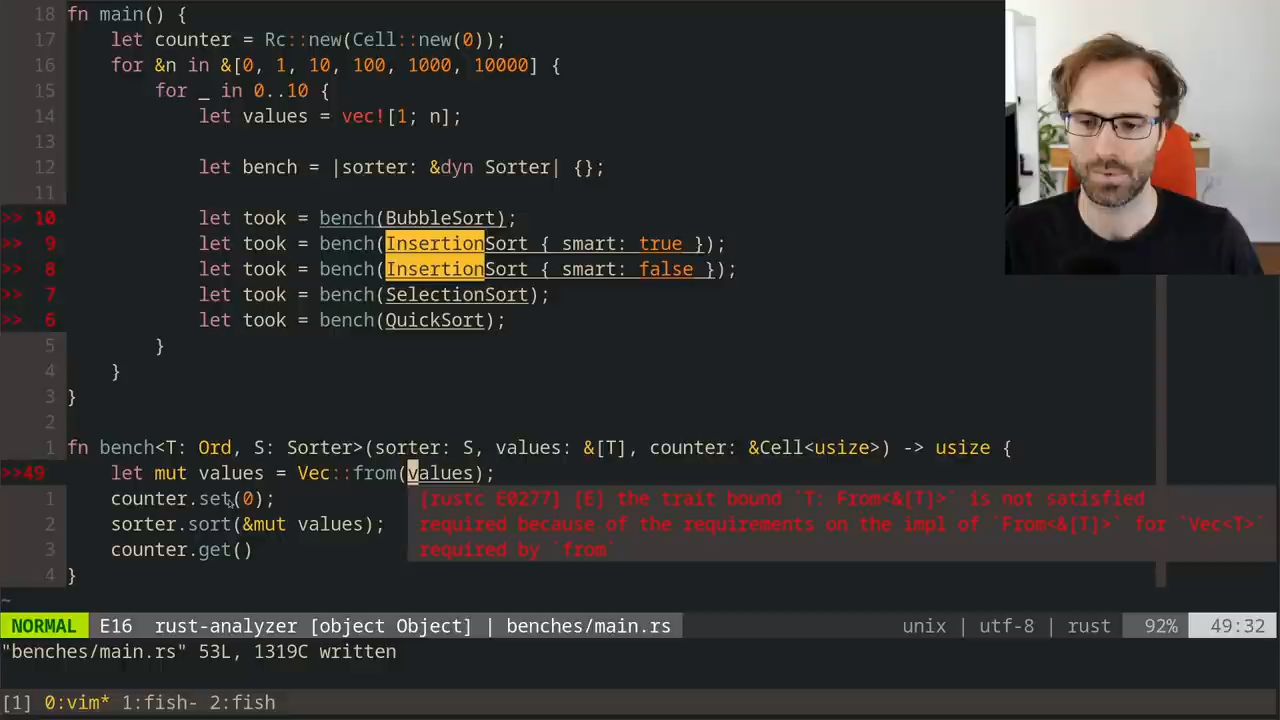 18 fn main() {
17     let counter = Rc::new(Cell::new(0));
16     for &n in &[0, 1, 10, 100, 1000, 10000] {
15         for _ in 0..10 {
14             let values = vec![1; n];
13
12             let bench = |sorter: &dyn Sorter| {};
11
>> 10             let took = bench(BubbleSort);
>> 9             let took = bench(InsertionSort { smart: true });
>> 8             let took = bench(InsertionSort { smart: false });
>> 7             let took = bench(SelectionSort);
>> 6             let took = bench(QuickSort);
5         }
4     }
3 }
2
1 fn bench<T: Ord, S: Sorter>(sorter: S, values: &[T], counter: &Cell<usize>) -> usize {
>>49     let mut values = Vec::from(values);
1     counter.set(0); [rustc E0277] [E] the trait bound `T: From<&[T]>` is not satisfied
2     sorter.sort(&mut values); required because of the requirements on the impl of `From<&[T]>` for `Vec<T>`
3     counter.get() required by `from`
4 }
~
NORMAL E16 rust-analyzer [object Object] | benches/main.rs unix | utf-8 | rust 92% 49:32
"benches/main.rs" 53L, 1319C written
[1] 0:vim* 1:fish- 2:fish